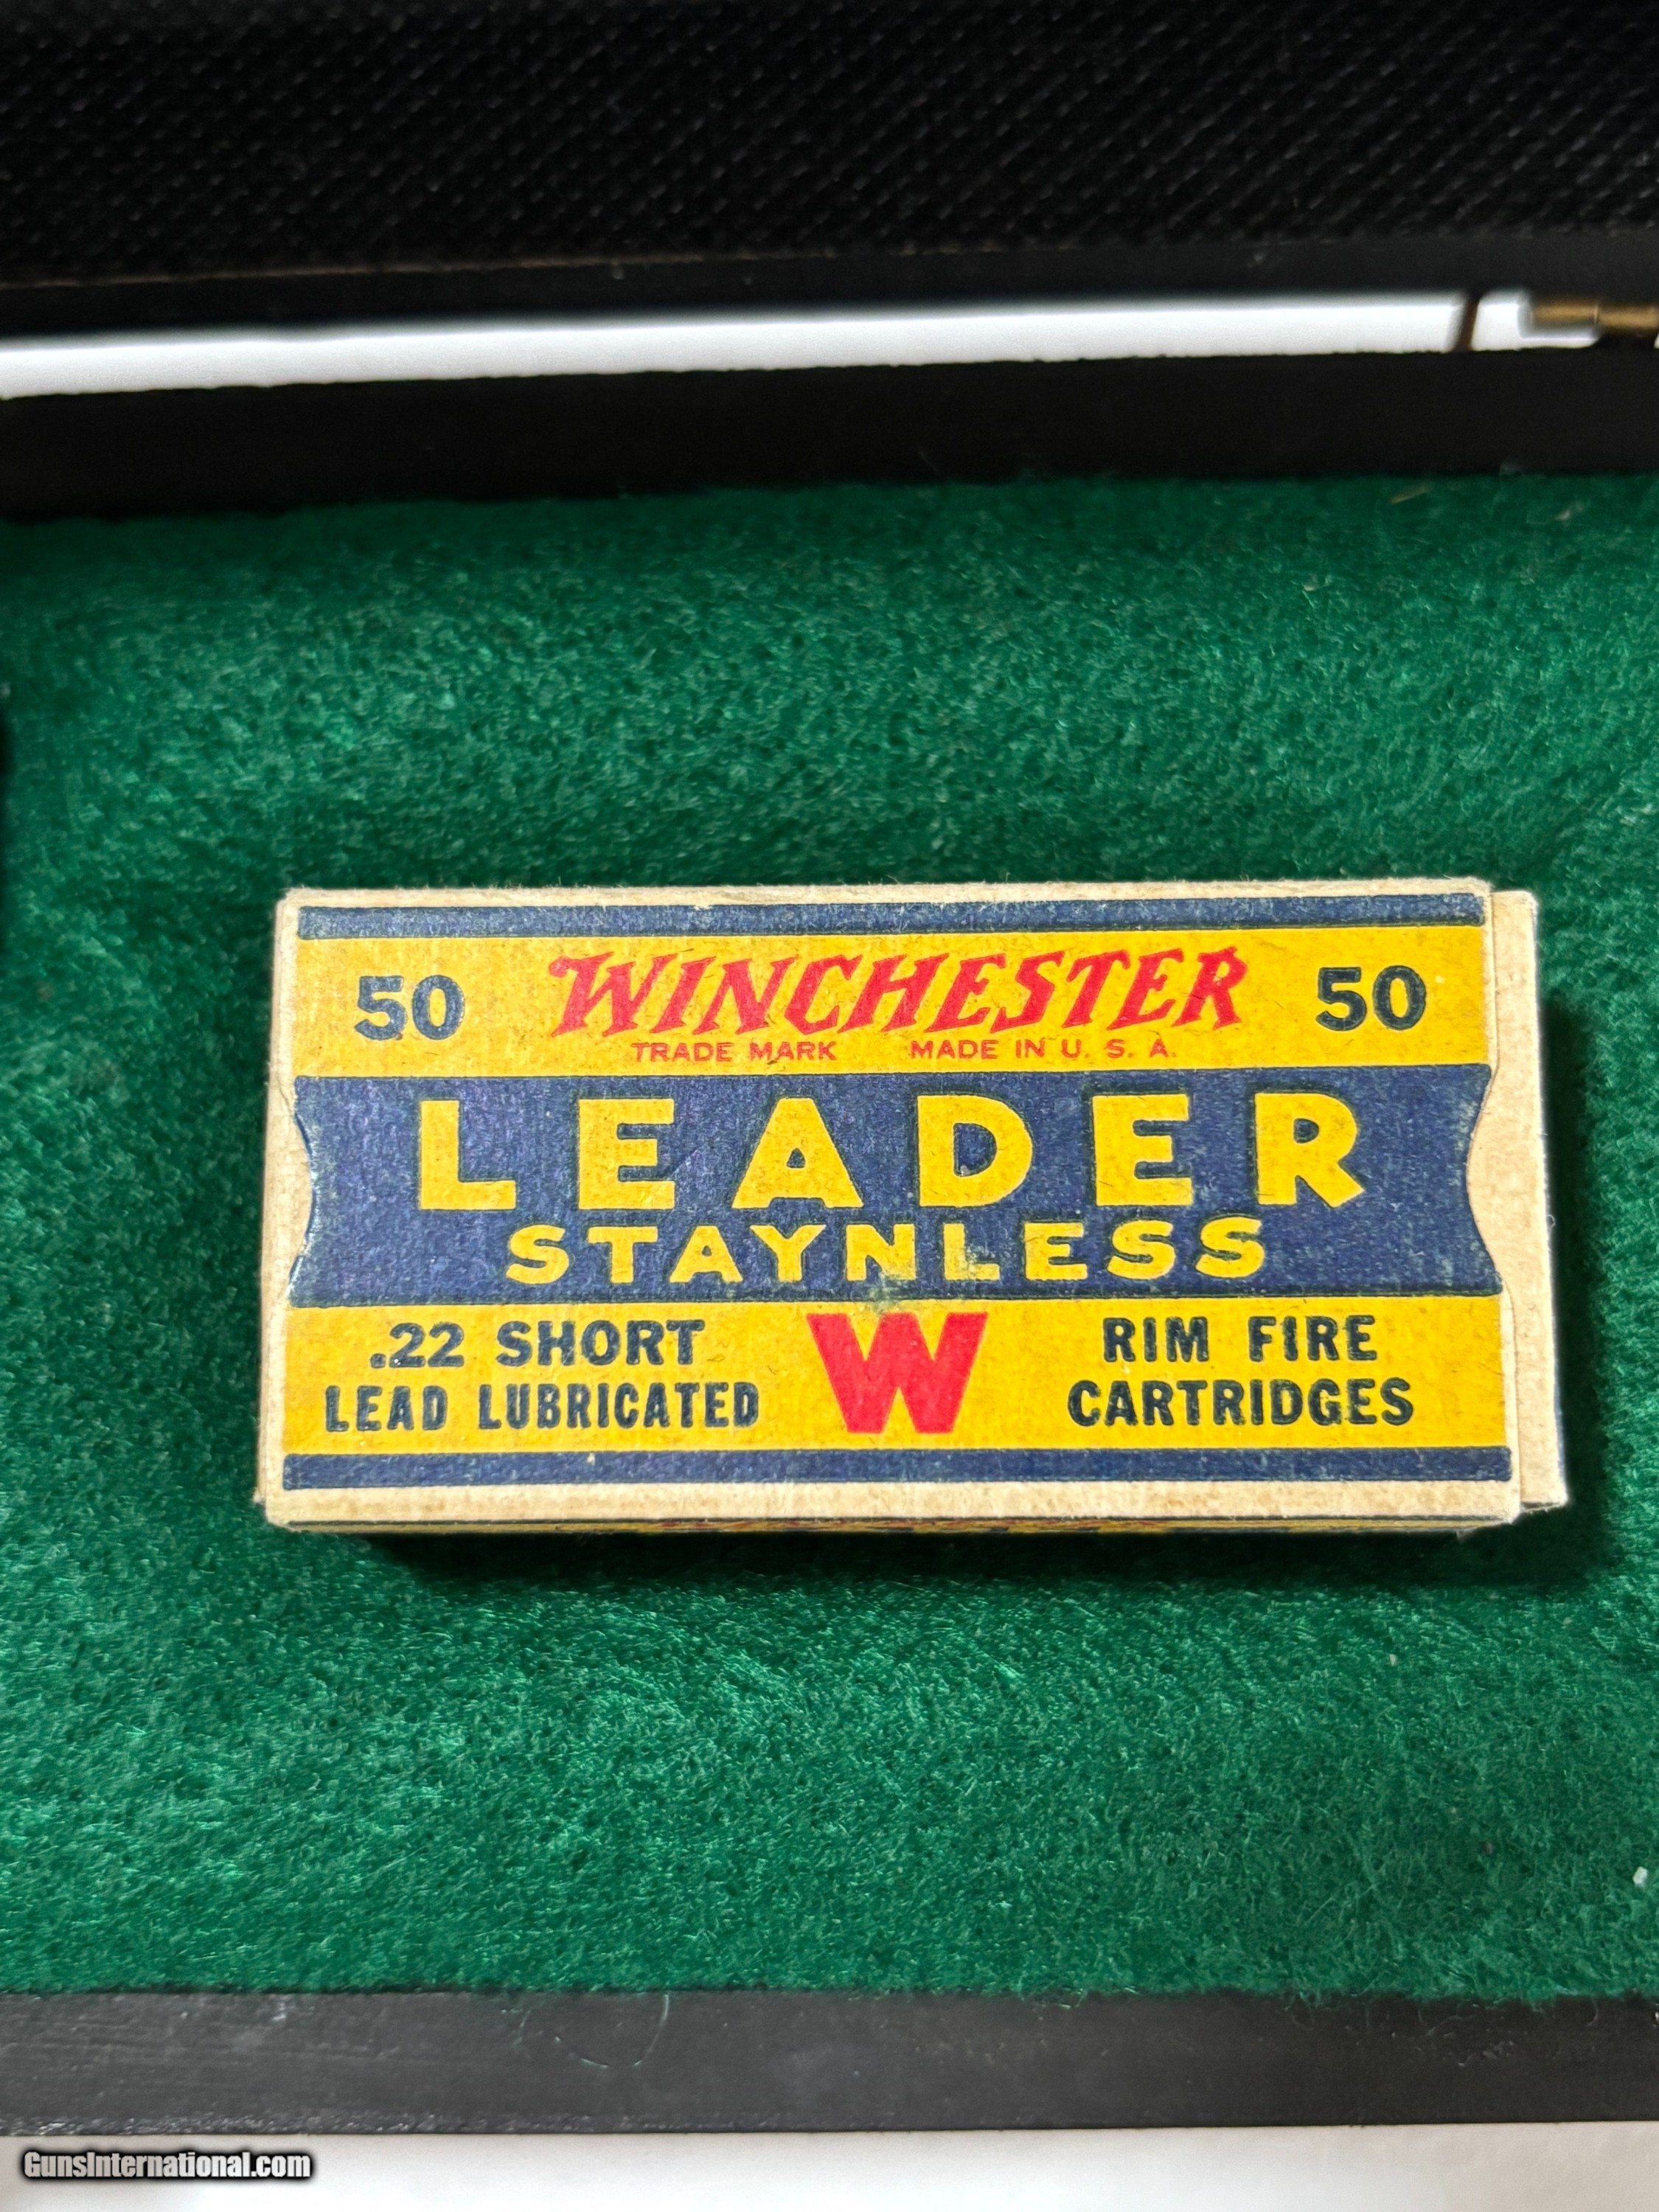 50 WINCHESTER 50
TRADE MARK MADE IN U. S. A.
LEADER
STAYNLESS
.22 SHORT W RIM FIRE
LEAD LUBRICATED CARTRIDGES
GunsInternational.com